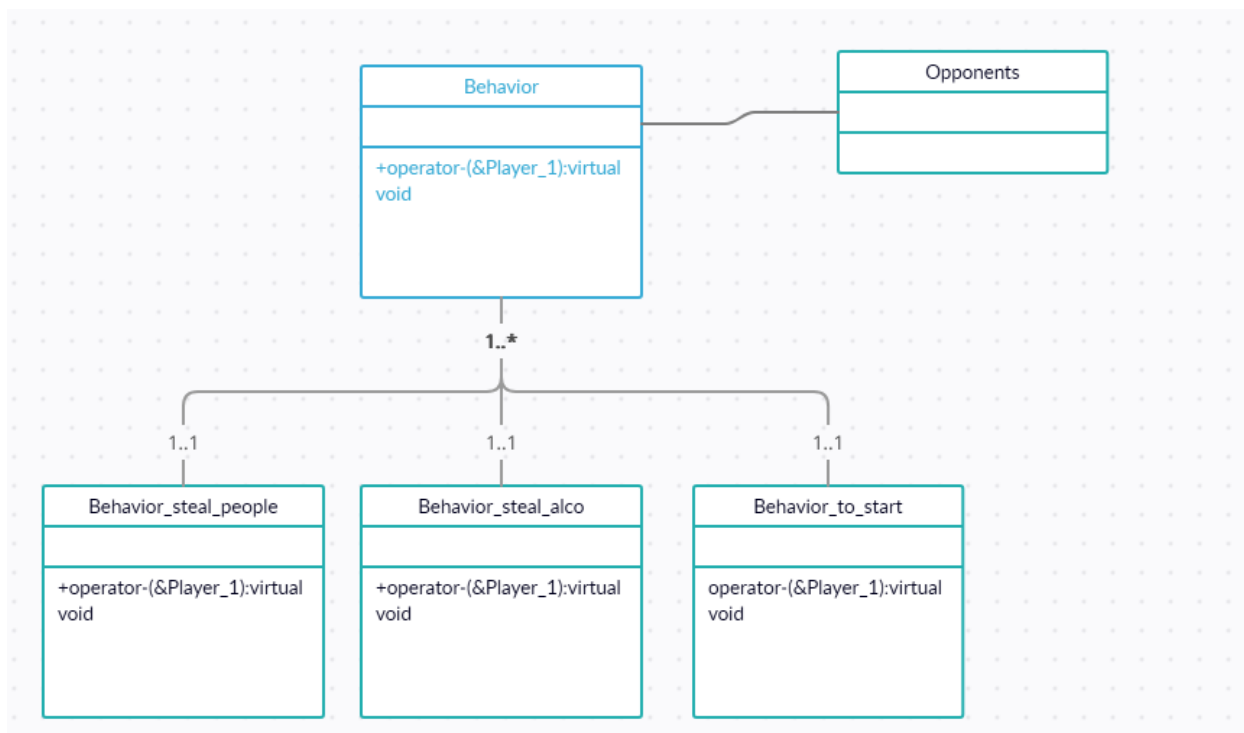 Behavior
Opponents
+operator-(&Player_1):virtual
void
1..*
1..1
1..1
1..1
Behavior_steal_people
Behavior_steal_alco
Behavior_to_start
+operator-(&Player_1):virtual
void
+operator-(&Player_1):virtual
void
operator-(&Player_1):virtual
void